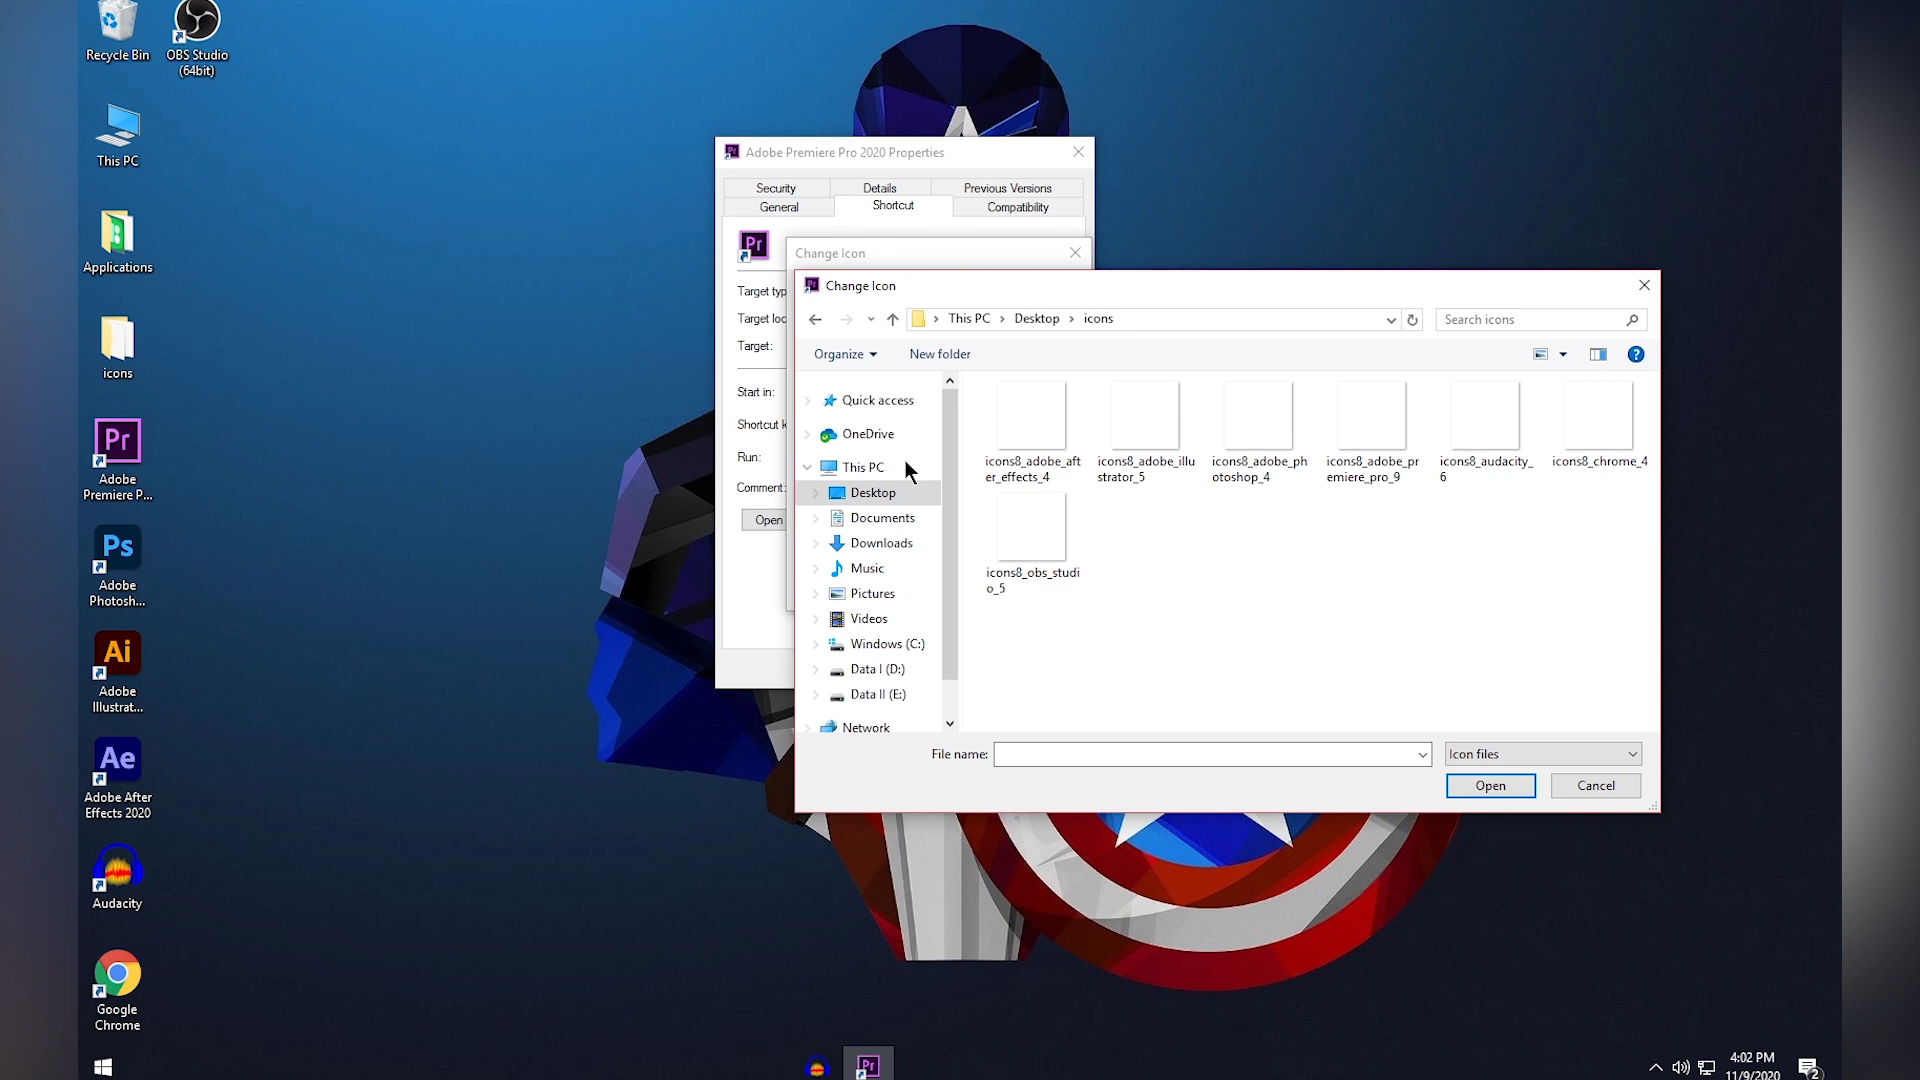 Recycle Bin
OBS Studio
(64bit)
This PC
Applications
icons
Pr
Adobe
Premiere P...
Ps
Adobe
Photosh...
Ai
Adobe
Illustrat...
Ae
Adobe After
Effects 2020
Audacity
Google
Chrome
Pr Adobe Premiere Pro 2020 Properties
Security Details Previous Versions
General Shortcut Compatibility
Pr
Target typ
Target loc
Target:
Start in:
Shortcut k
Run:
Comment:
Open
Change Icon
Pr Change Icon
This PC Desktop icons
Search icons
Organize New folder
Quick access
OneDrive
This PC
Desktop
Documents
Downloads
Music
Pictures
Videos
Windows (C:)
Data I (D:)
Data II (E:)
Network
icons8_adobe_aft
er_effects_4
icons8_adobe_illu
strator_5
icons8_adobe_ph
otoshop_4
icons8_adobe_pr
emiere_pro_9
icons8_audacity_
6
icons8_chrome_4
icons8_obs_studi
o_5
File name:
Icon files
Open Cancel
Pr
4:02 PM
11/9/2020
2